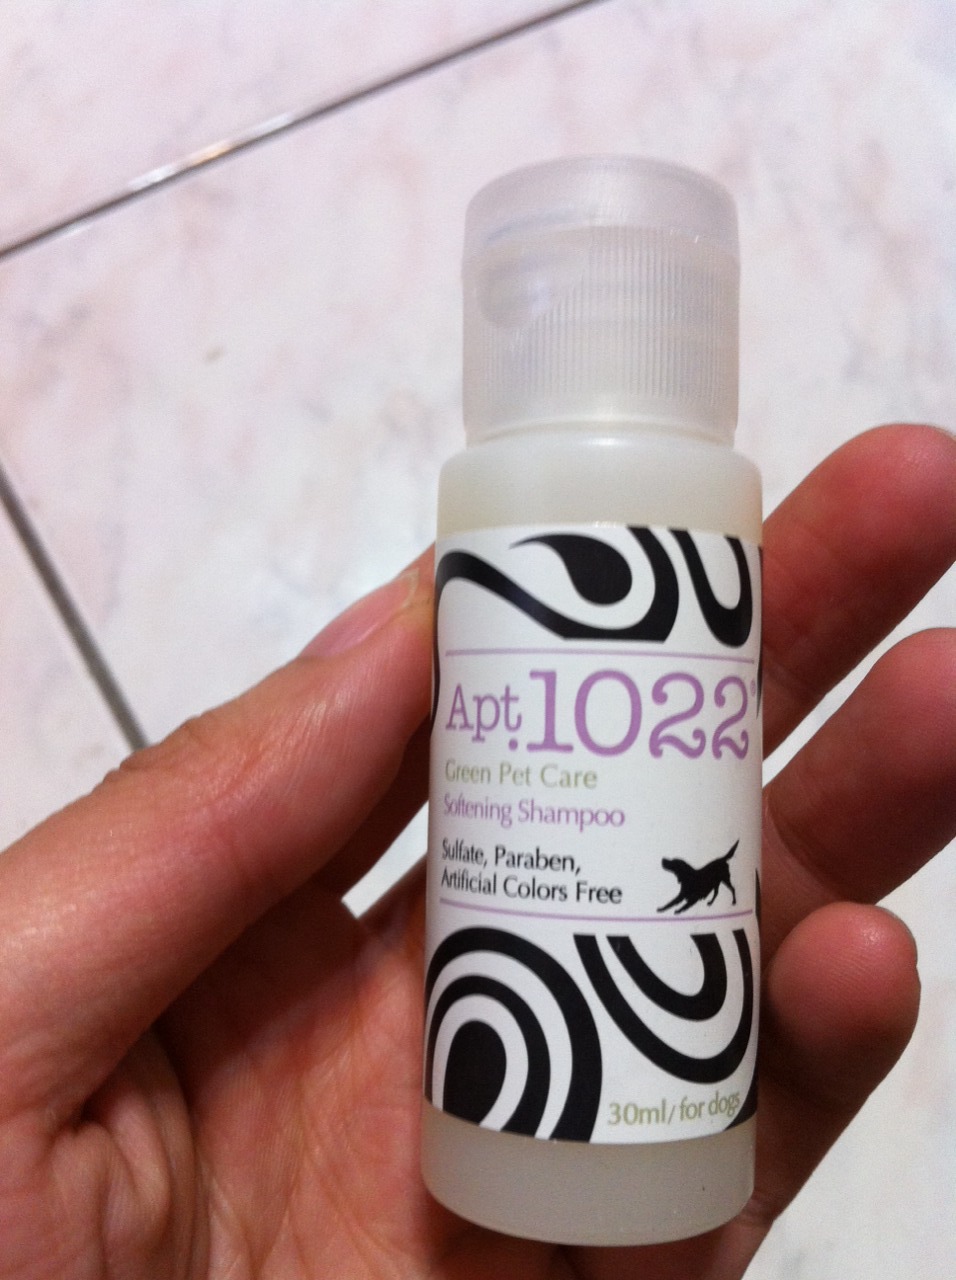 Apt.1022®
Green Pet Care
Softening Shampoo
Sulfate, Paraben,
Artificial Colors Free
30ml/for dogs